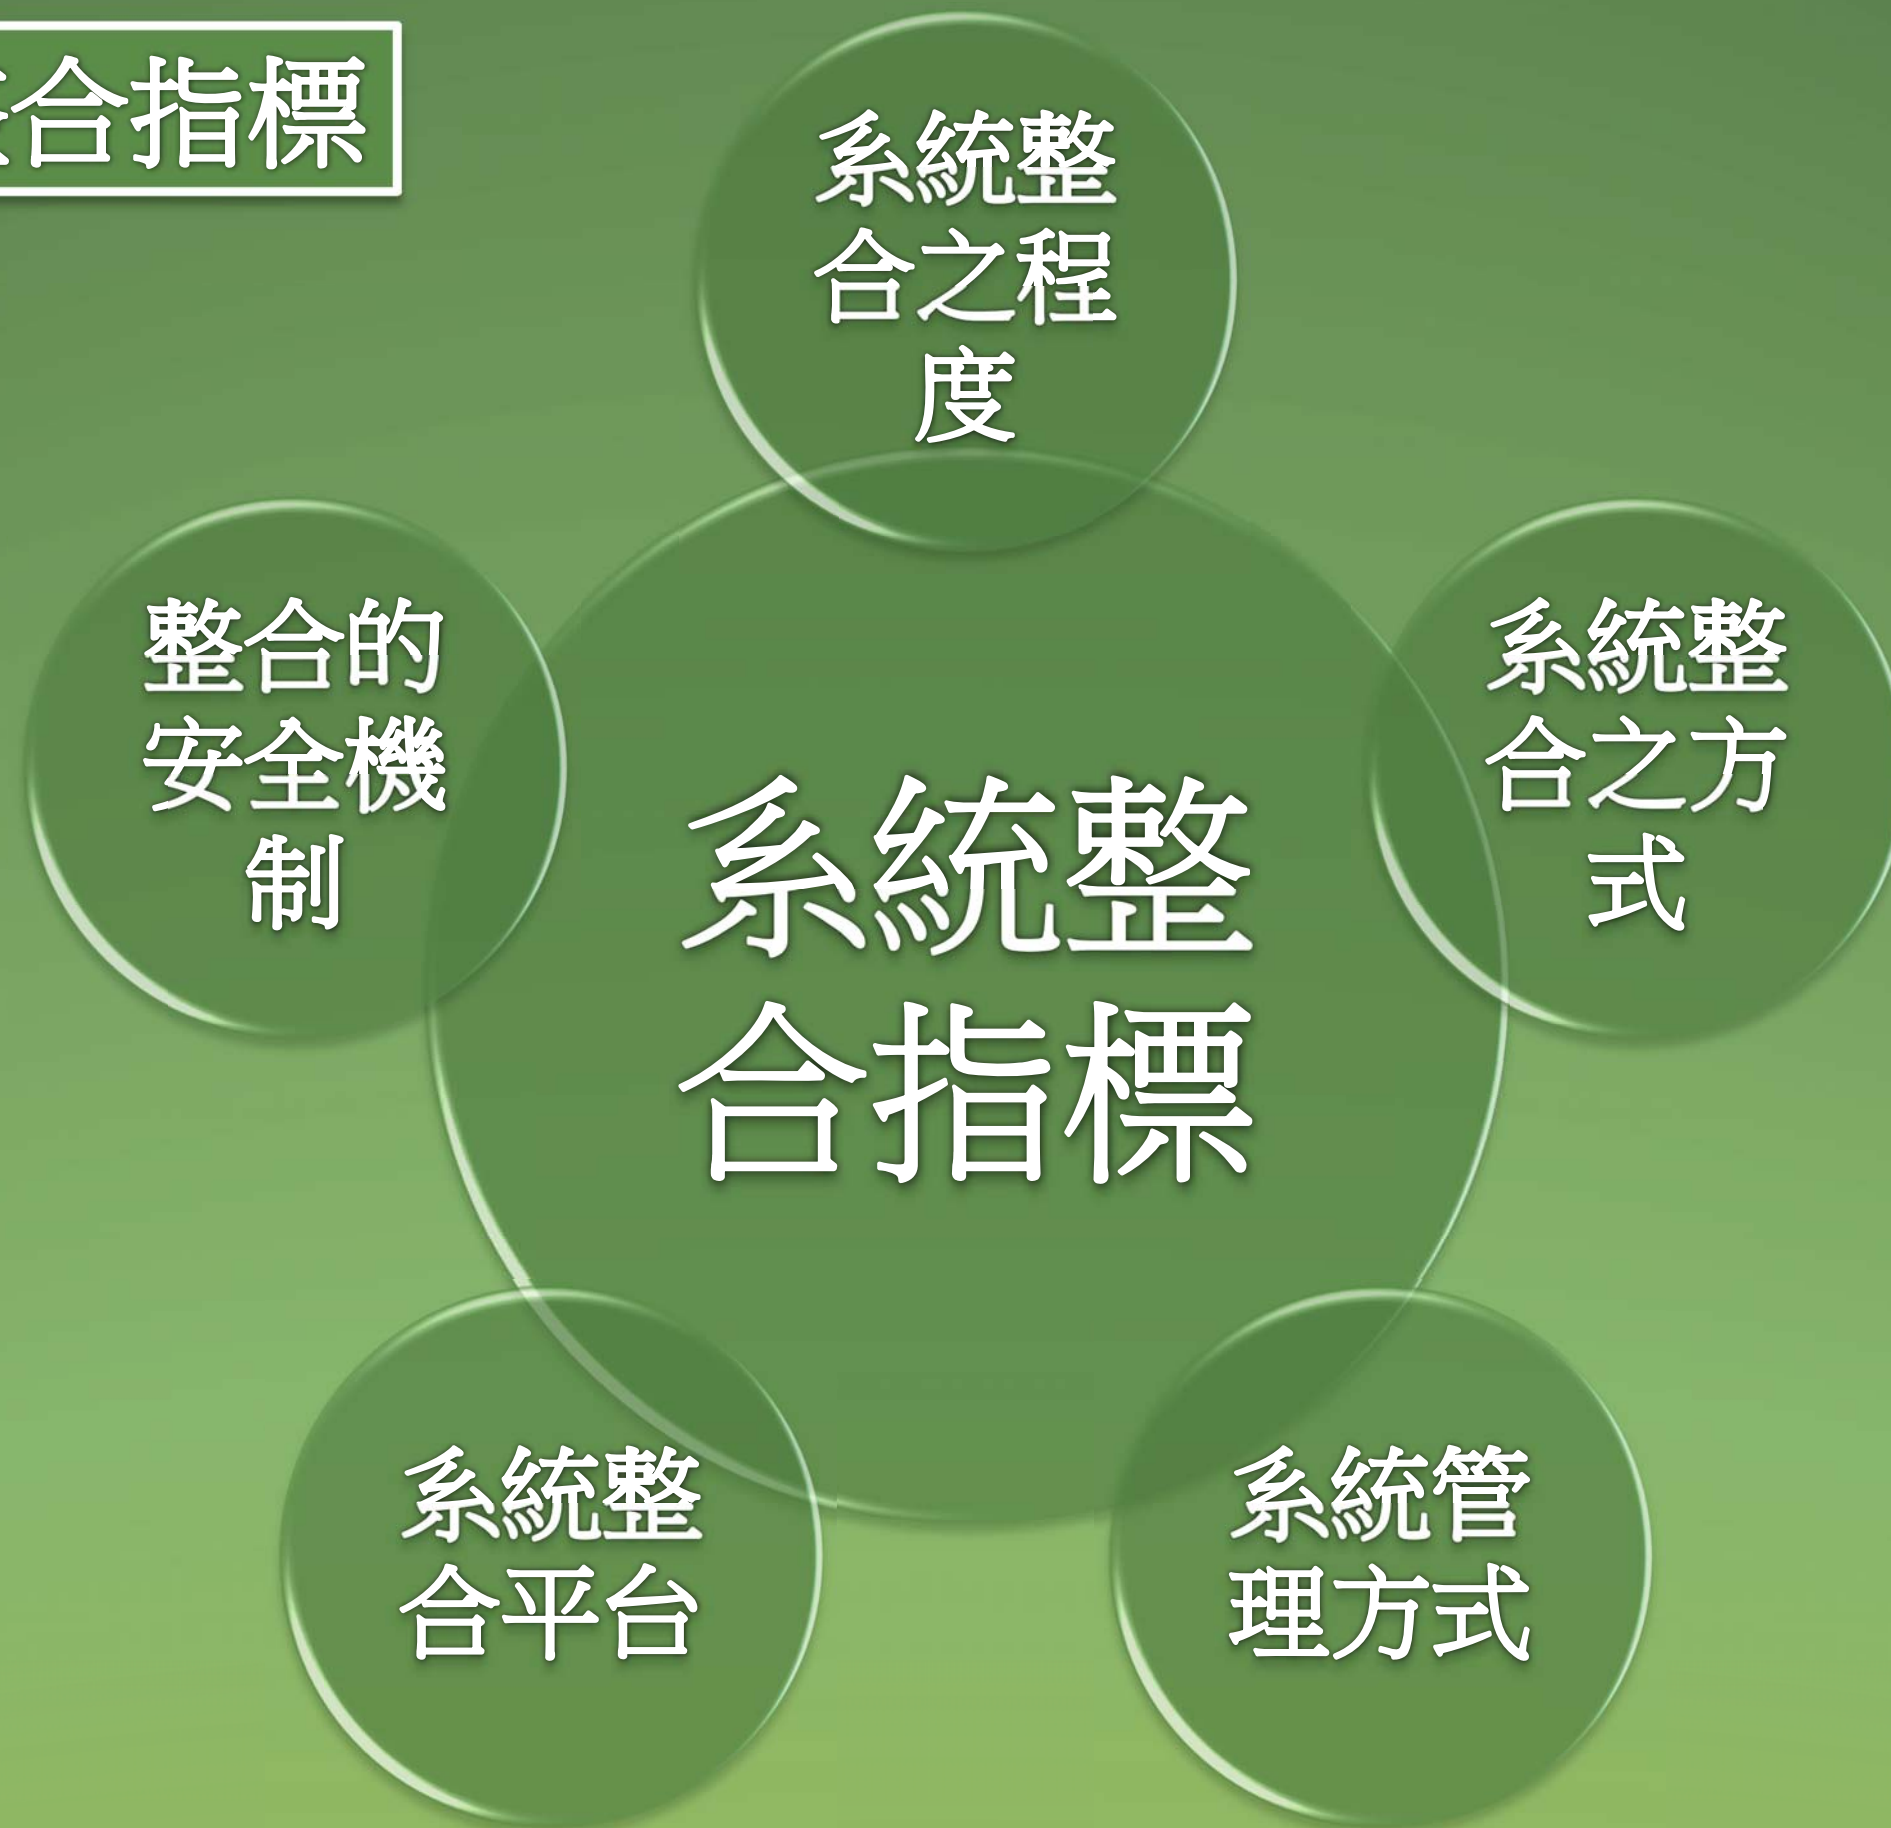 合指標
系統整
合之程
度
整合的
安全機
制
系統整
合之方
式
系統整
合指標
系統整
合平台
系統管
理方式